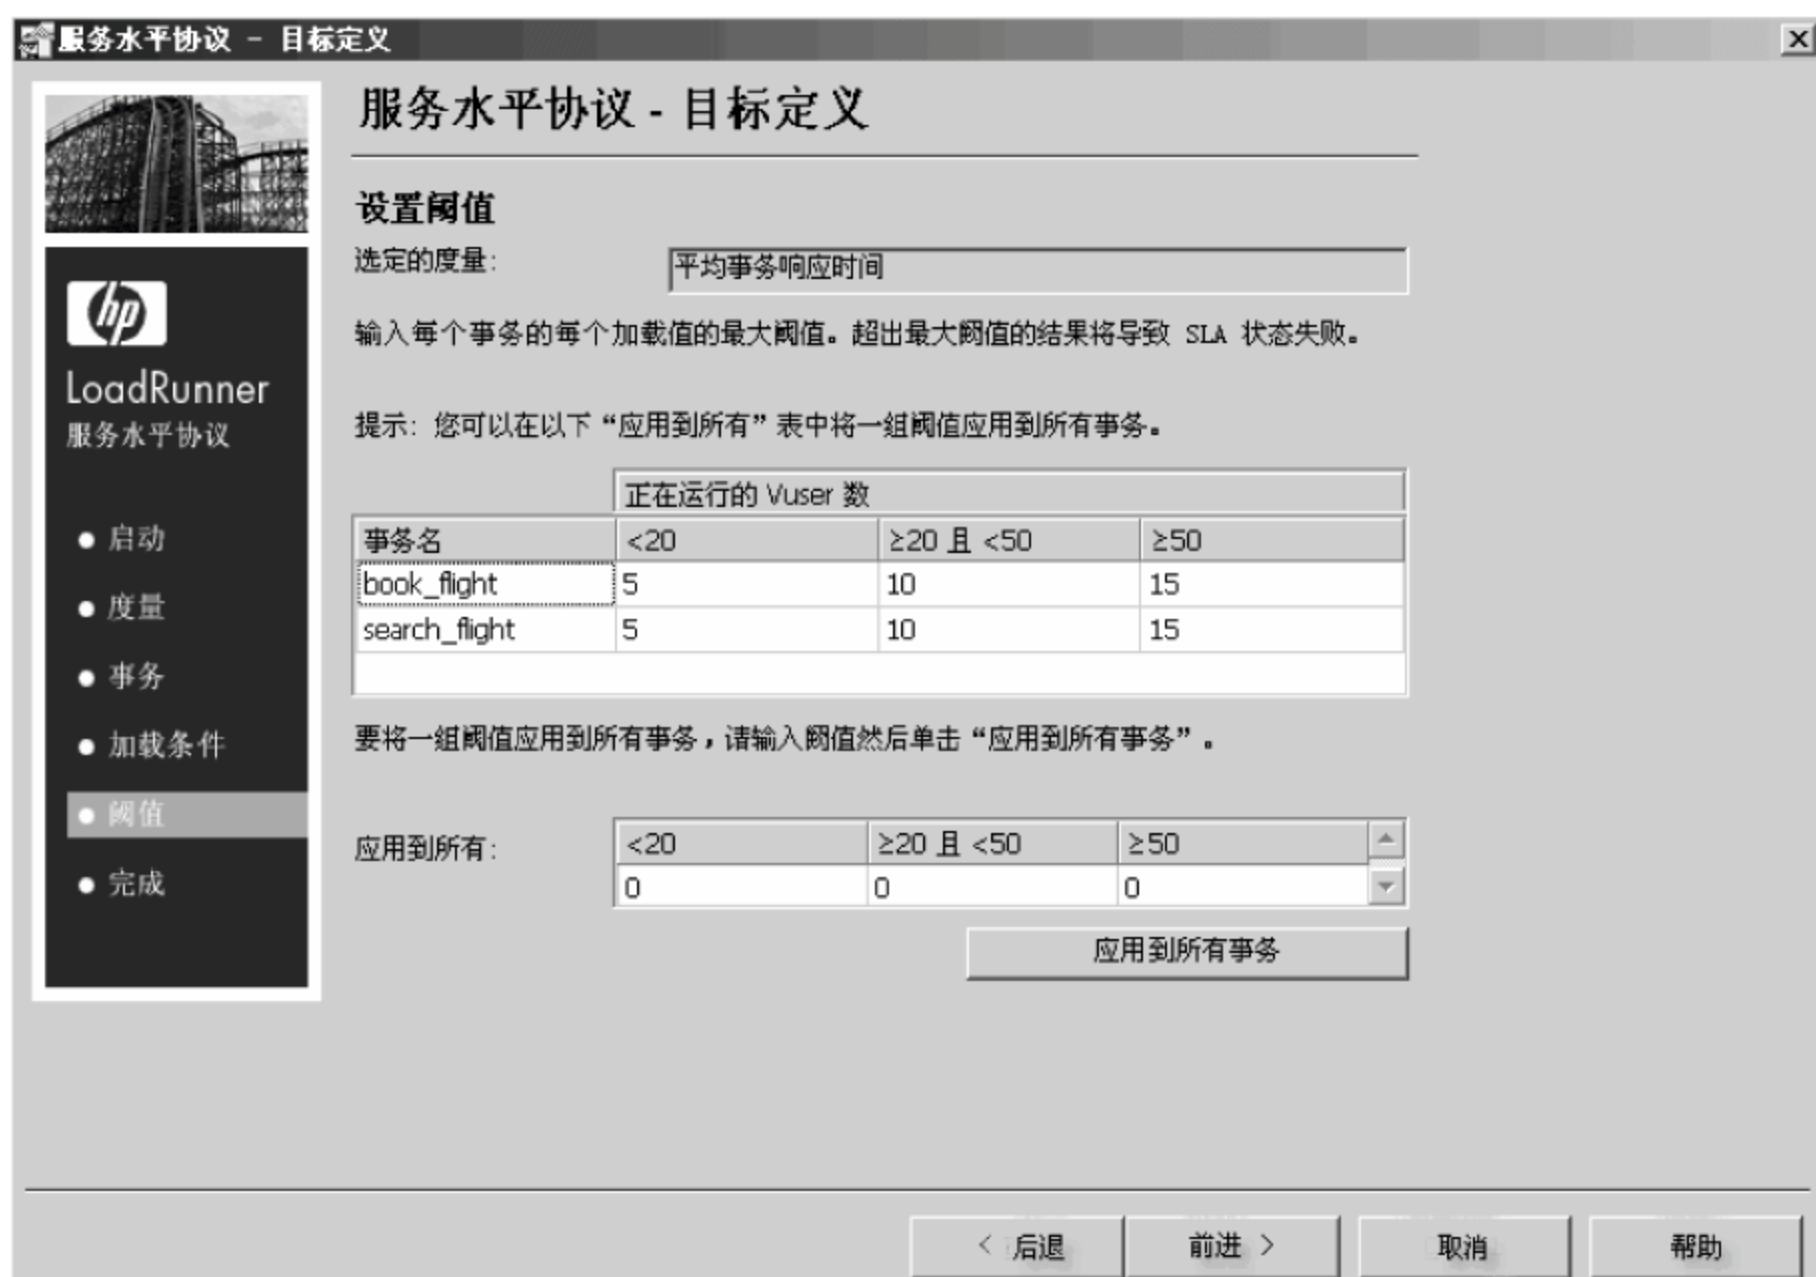 服务水平协议 - 目标定义
服务水平协议 - 目标定义
设置阈值
选定的度量: 平均事务响应时间
输入每个事务的每个加载值的最大阈值。超出最大阈值的结果将导致 SLA 状态失败。
提示: 您可以在以下“应用到所有”表中将一组阈值应用到所有事务。
正在运行的 Vuser 数
事务名 <20 ≥20 且 <50 ≥50
book_flight 5 10 15
search_flight 5 10 15
要将一组阈值应用到所有事务,请输入阈值然后单击“应用到所有事务”。
应用到所有: <20 ≥20 且 <50 ≥50
0 0 0
应用到所有事务
hp
LoadRunner
服务水平协议
启动
度量
事务
加载条件
阈值
完成
< 后退 前进 > 取消 帮助